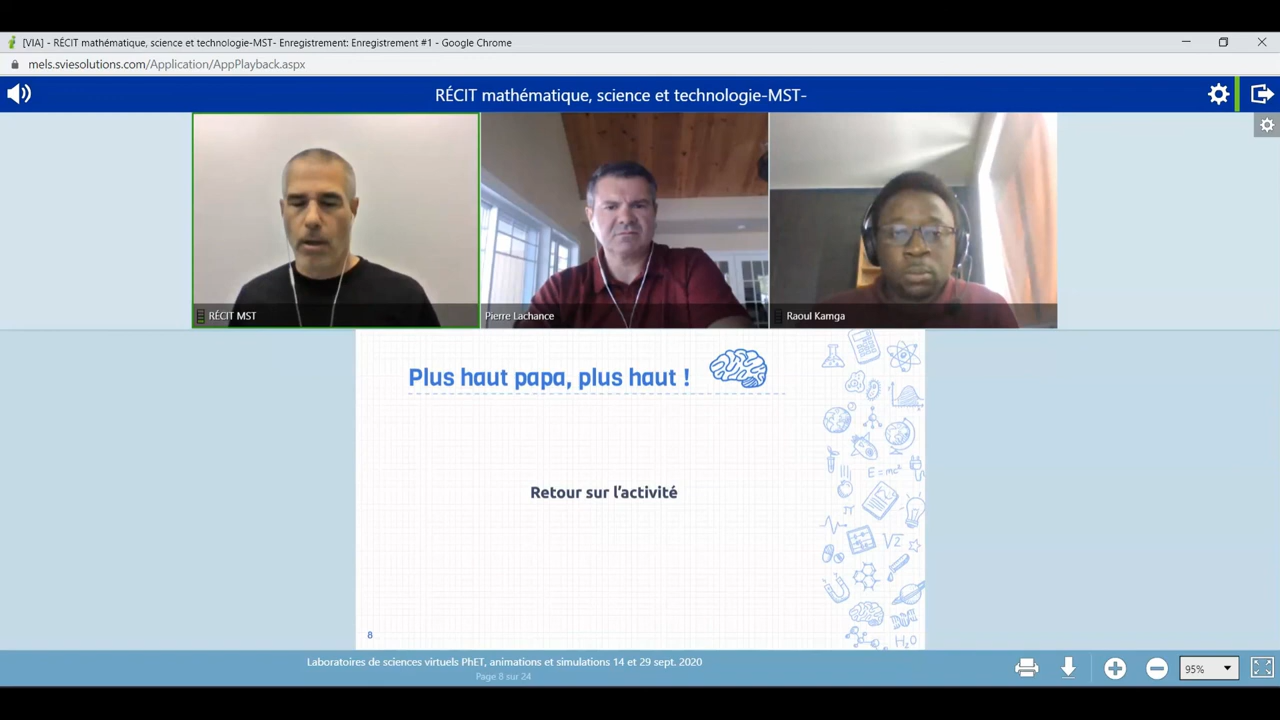 [VIA] - RÉCIT mathématique, science et technologie-MST- Enregistrement: Enregistrement #1 - Google Chrome
mels.sviesolutions.com/Application/AppPlayback.aspx
RÉCIT mathématique, science et technologie-MST-
RÉCIT MST
Pierre Lachance
Raoul Kamga
Plus haut papa, plus haut !
Retour sur l'activité
E=mc²
π
√2
H₂O
8
Laboratoires de sciences virtuels PhET, animations et simulations 14 et 29 sept. 2020
Page 8 sur 24
95%